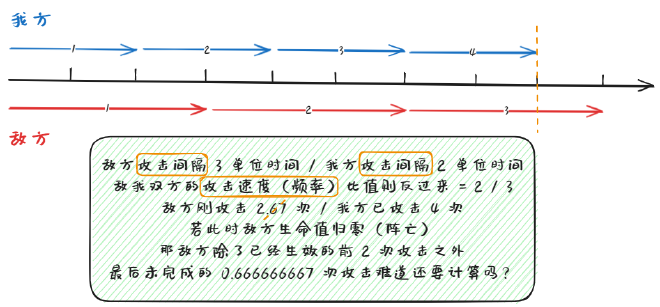 我方
1 2 3 4
1 2 3
敌方
敌方攻击间隔 3 单位时间 / 我方攻击间隔 2 单位时间
敌我双方的攻击速度（频率）比值则反过来 = 2 / 3
敌方则攻击 2.67 次 / 我方已攻击 4 次
若此时敌方生命值归零（阵亡）
那敌方除了已经生效的前 2 次攻击之外
最后未完成的 0.666666667 次攻击难道还要计算吗？